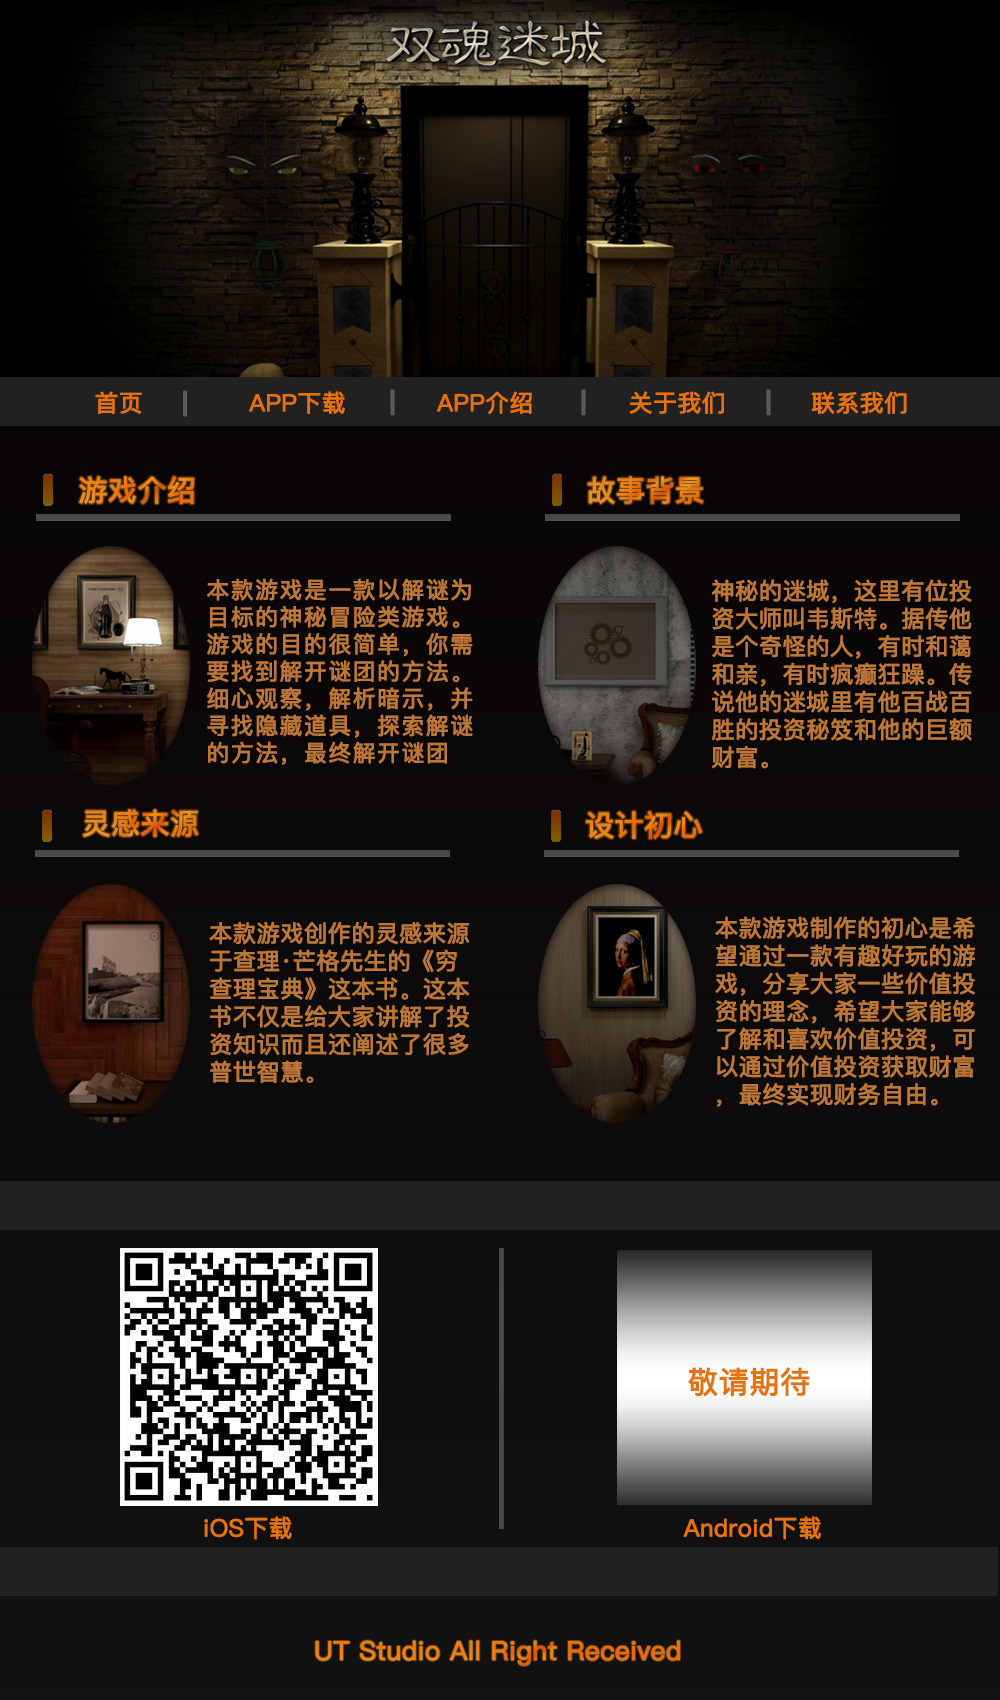 双魂迷城
首页
APP下载
APP介绍
关于我们
联系我们
游戏介绍
本款游戏是一款以解谜为
目标的神秘冒险类游戏。
游戏的目的很简单，你需
要找到解开谜团的方法。
细心观察，解析暗示，并
寻找隐藏道具，探索解谜
的方法，最终解开谜团
故事背景
神秘的迷城，这里有位投
资大师叫韦斯特。据传他
是个奇怪的人，有时和蔼
和亲，有时疯癫狂躁。传
说他的迷城里有他百战百
胜的投资秘笈和他的巨额
财富。
灵感来源
本款游戏创作的灵感来源
于查理·芒格先生的《穷
查理宝典》这本书。这本
书不仅是给大家讲解了投
资知识而且还阐述了很多
普世智慧。
设计初心
本款游戏制作的初心是希
望通过一款有趣好玩的游
戏，分享大家一些价值投
资的理念，希望大家能够
了解和喜欢价值投资，可
以通过价值投资获取财富
，最终实现财务自由。
敬请期待
iOS下载
Android下载
UT Studio All Right Received